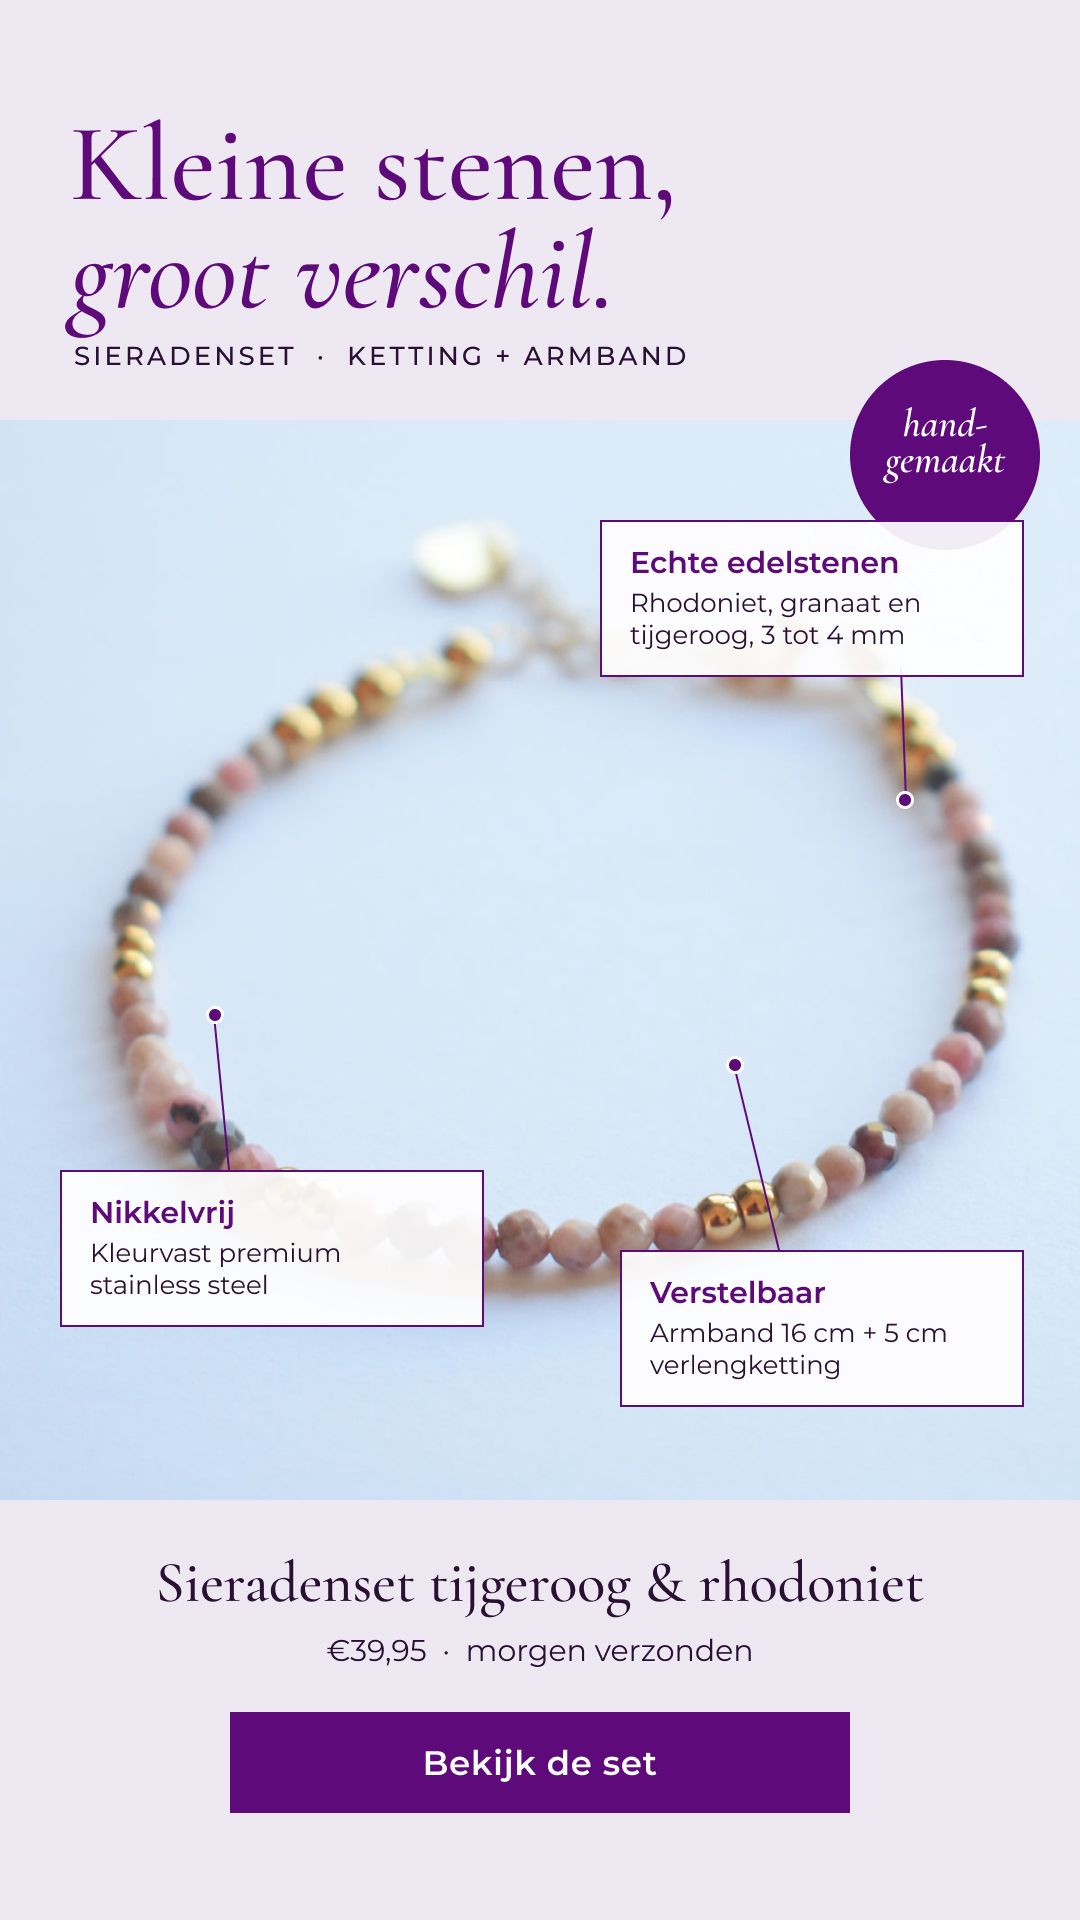 Kleine stenen,
groot verschil.
SIERADENSET · KETTING + ARMBAND
hand-
gemaakt
Echte edelstenen
Rhodoniet, granaat en
tijgeroog, 3 tot 4 mm
Nikkelvrij
Kleurvast premium
stainless steel
Verstelbaar
Armband 16 cm + 5 cm
verlengketting
Sieradenset tijgeroog & rhodoniet
€39,95 · morgen verzonden
Bekijk de set